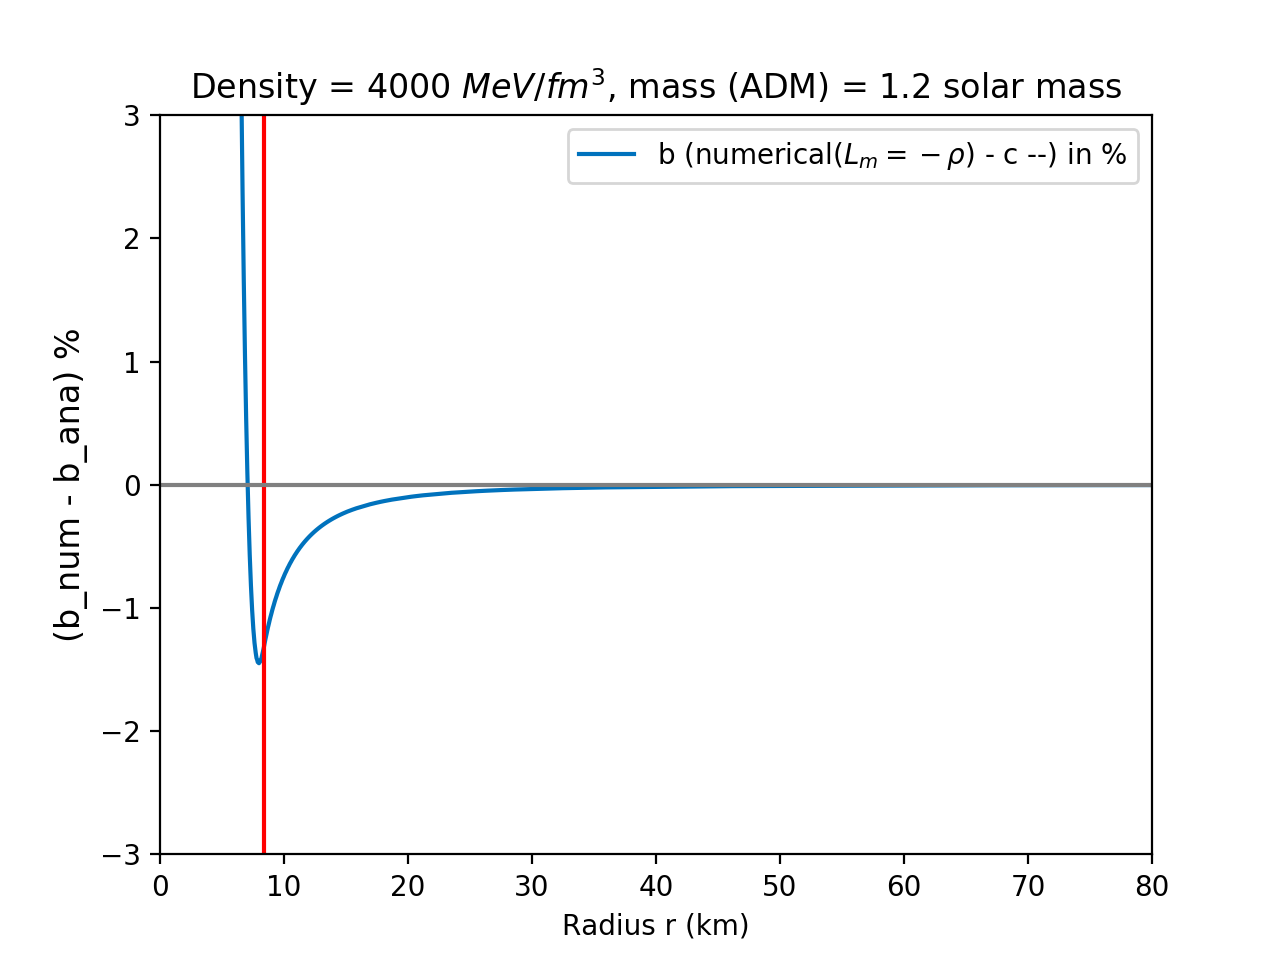 Density = 4000 MeV/fm³, mass (ADM) = 1.2 solar mass
b (numerical(Lₘ = −ρ) - c --) in %
(b_num - b_ana) %
3
2
1
0
−1
−2
−3
0 10 20 30 40 50 60 70 80
Radius r (km)